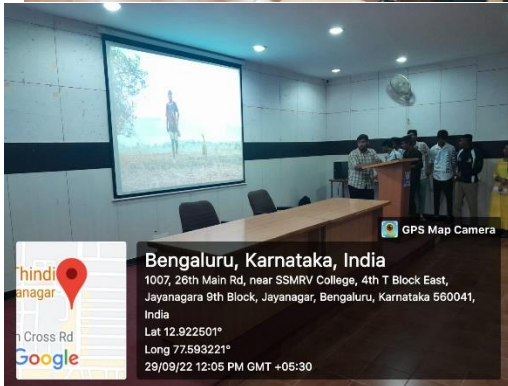 GPS Map Camera
Bengaluru, Karnataka, India
1007, 26th Main Rd, near SSMRV College, 4th T Block East,
Jayanagara 9th Block, Jayanagar, Bengaluru, Karnataka 560041,
India
Lat 12.922501°
Long 77.593221°
29/09/22 12:05 PM GMT +05:30
Thindi
anagar
n Cross Rd
Google